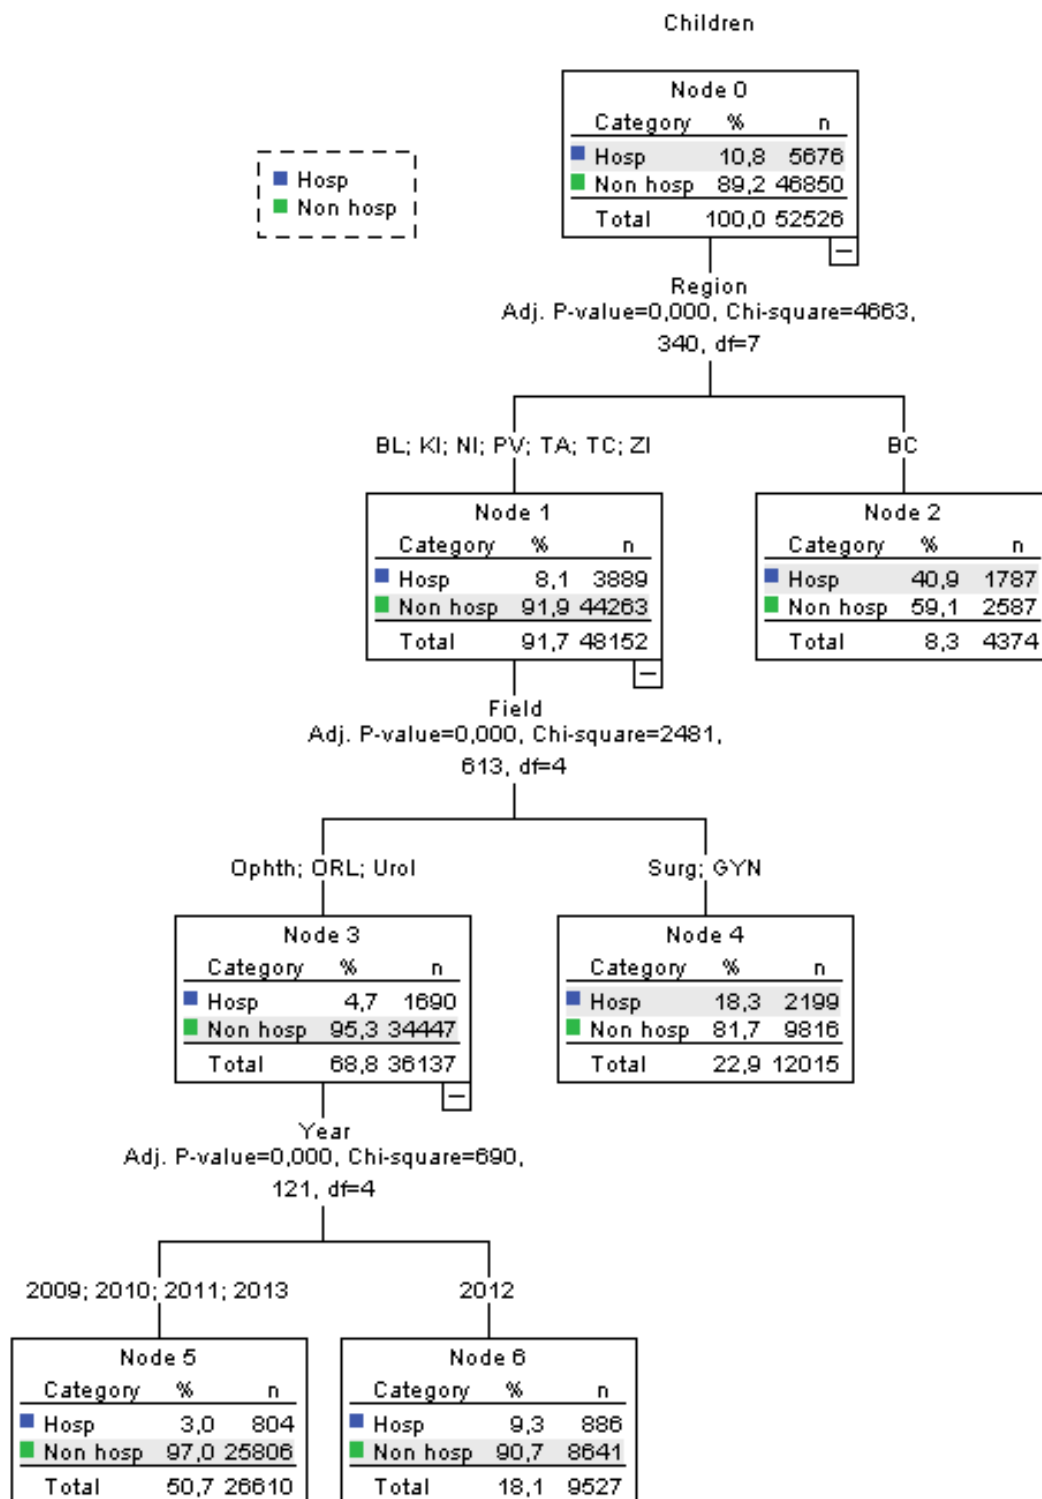 Children
Hosp
Non hosp
Node 0
Category % n
Hosp 10,8 5676
Non hosp 89,2 46850
Total 100,0 52526
Region
Adj. P-value=0,000, Chi-square=4663,
340, df=7
BL; KI; NI; PV; TA; TC; ZI
BC
Node 1
Category % n
Hosp 8,1 3889
Non hosp 91,9 44263
Total 91,7 48152
Node 2
Category % n
Hosp 40,9 1787
Non hosp 59,1 2587
Total 8,3 4374
Field
Adj. P-value=0,000, Chi-square=2481,
613, df=4
Ophth; ORL; Urol
Surg; GYN
Node 3
Category % n
Hosp 4,7 1690
Non hosp 95,3 34447
Total 68,8 36137
Node 4
Category % n
Hosp 18,3 2199
Non hosp 81,7 9816
Total 22,9 12015
Year
Adj. P-value=0,000, Chi-square=690,
121, df=4
2009; 2010; 2011; 2013
2012
Node 5
Category % n
Hosp 3,0 804
Non hosp 97,0 25806
Total 50,7 26610
Node 6
Category % n
Hosp 9,3 886
Non hosp 90,7 8641
Total 18,1 9527